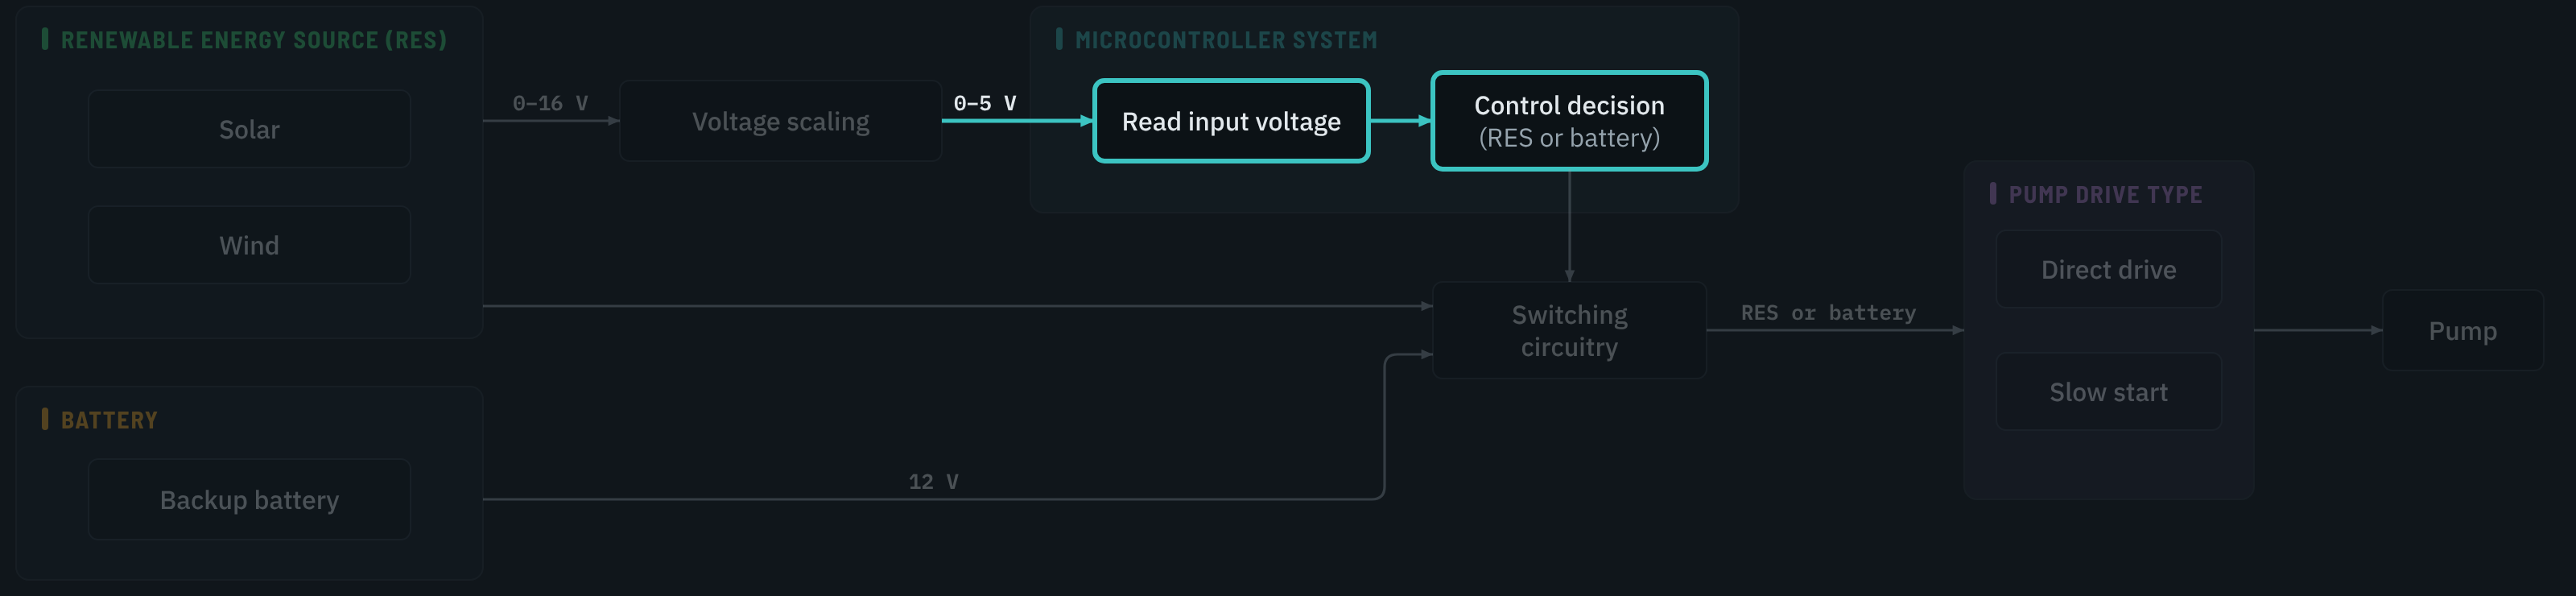 RENEWABLE ENERGY SOURCE (RES)
Solar
Wind
0–16 V
Voltage scaling
0–5 V
MICROCONTROLLER SYSTEM
Read input voltage
Control decision
(RES or battery)
BATTERY
Backup battery
12 V
Switching
circuitry
RES or battery
PUMP DRIVE TYPE
Direct drive
Slow start
Pump